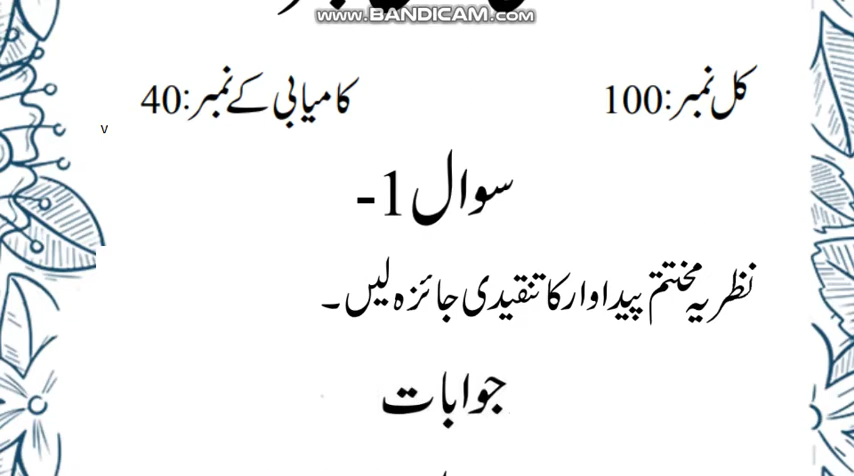 WWW.BANDICAM.COM
کل نمبر:100 کامیابی کے نمبر:40
v
سوال 1-
نظریہ مختتم پیداوار کا تنقیدی جائزہ لیں۔
جوابات